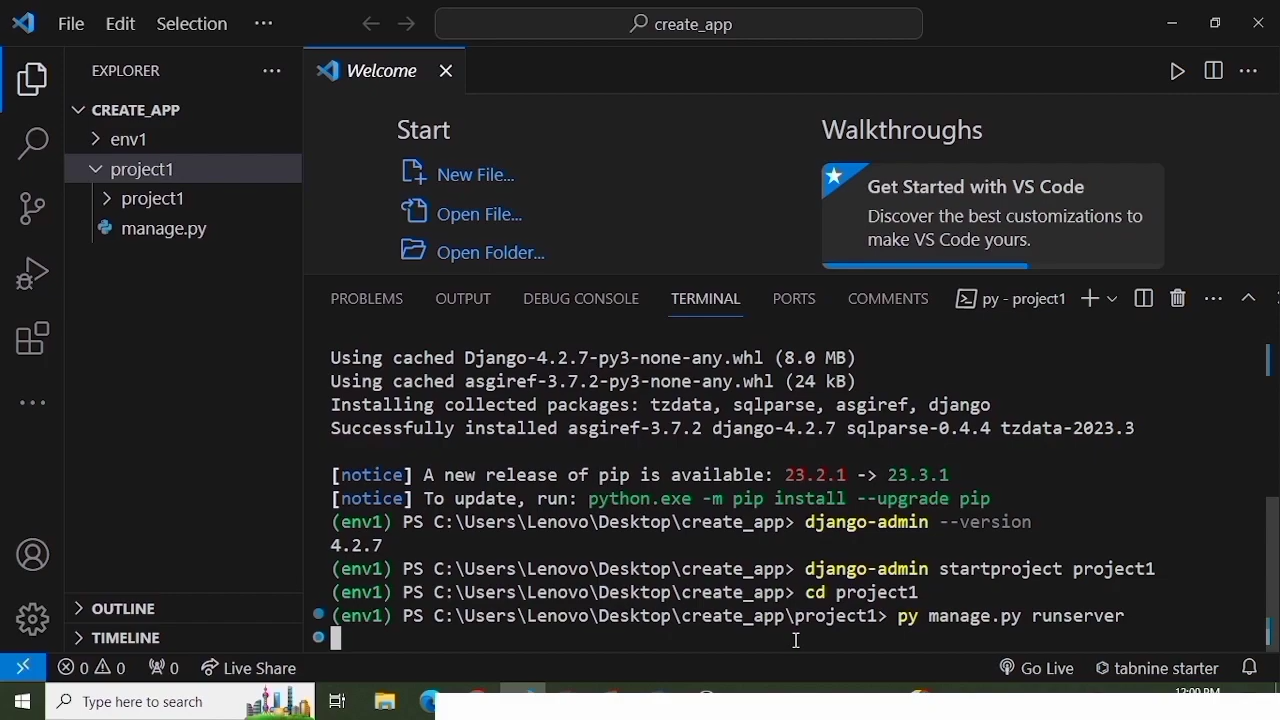 File Edit Selection ··· create_app
EXPLORER ···
CREATE_APP
env1
project1
project1
manage.py
OUTLINE
TIMELINE
Welcome
Start
New File...
Open File...
Open Folder...
Walkthroughs
Get Started with VS Code
Discover the best customizations to
make VS Code yours.
PROBLEMS OUTPUT DEBUG CONSOLE TERMINAL PORTS COMMENTS py - project1
Using cached Django-4.2.7-py3-none-any.whl (8.0 MB)
Using cached asgiref-3.7.2-py3-none-any.whl (24 kB)
Installing collected packages: tzdata, sqlparse, asgiref, django
Successfully installed asgiref-3.7.2 django-4.2.7 sqlparse-0.4.4 tzdata-2023.3
[notice] A new release of pip is available: 23.2.1 -> 23.3.1
[notice] To update, run: python.exe -m pip install --upgrade pip
(env1) PS C:\Users\Lenovo\Desktop\create_app> django-admin --version
4.2.7
(env1) PS C:\Users\Lenovo\Desktop\create_app> django-admin startproject project1
(env1) PS C:\Users\Lenovo\Desktop\create_app> cd project1
(env1) PS C:\Users\Lenovo\Desktop\create_app\project1> py manage.py runserver
0 0 0 Live Share Go Live tabnine starter
Type here to search 12:00 PM